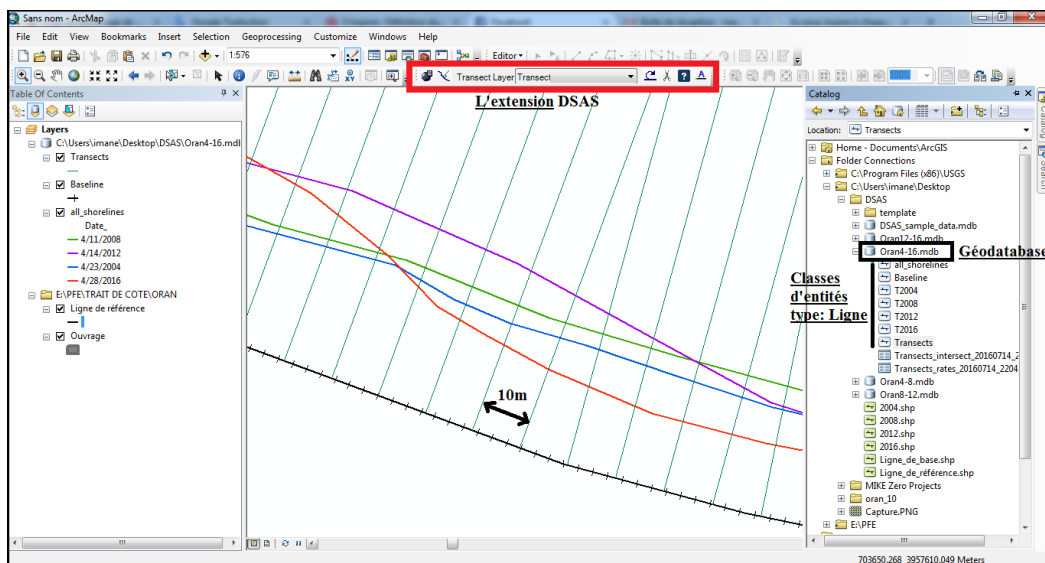 Sans nom - ArcMap
File Edit View Bookmarks Insert Selection Geoprocessing Customize Windows Help
1:576
Editor
Transect Layer Transect
100%
L'extension DSAS
Table Of Contents
Layers
C:\Users\imane\Desktop\DSAS\Oran4-16.mdl
Transects
Baseline
all_shorelines
Date_
4/11/2008
4/14/2012
4/23/2004
4/28/2016
E:\PFE\TRAIT DE COTE\ORAN
Ligne de référence
Ouvrage
10m
Classes
d'entités
type: Ligne
Géodatabase
Catalog
Location: Transects
Home - Documents\ArcGIS
Folder Connections
C:\Program Files (x86)\USGS
C:\Users\imane\Desktop
DSAS
template
DSAS_sample_data.mdb
Oran12-16.mdb
Oran4-16.mdb
all_shorelines
Baseline
T2004
T2008
T2012
T2016
Transects
Transects_intersect_20160714_2
Transects_rates_20160714_2204
Oran4-8.mdb
Oran8-12.mdb
2004.shp
2008.shp
2012.shp
2016.shp
Ligne_de_base.shp
Ligne_de_référence.shp
MIKE Zero Projects
oran_10
Capture.PNG
E:\PFE
Catalog
Search
703650.268 3957610.049 Meters